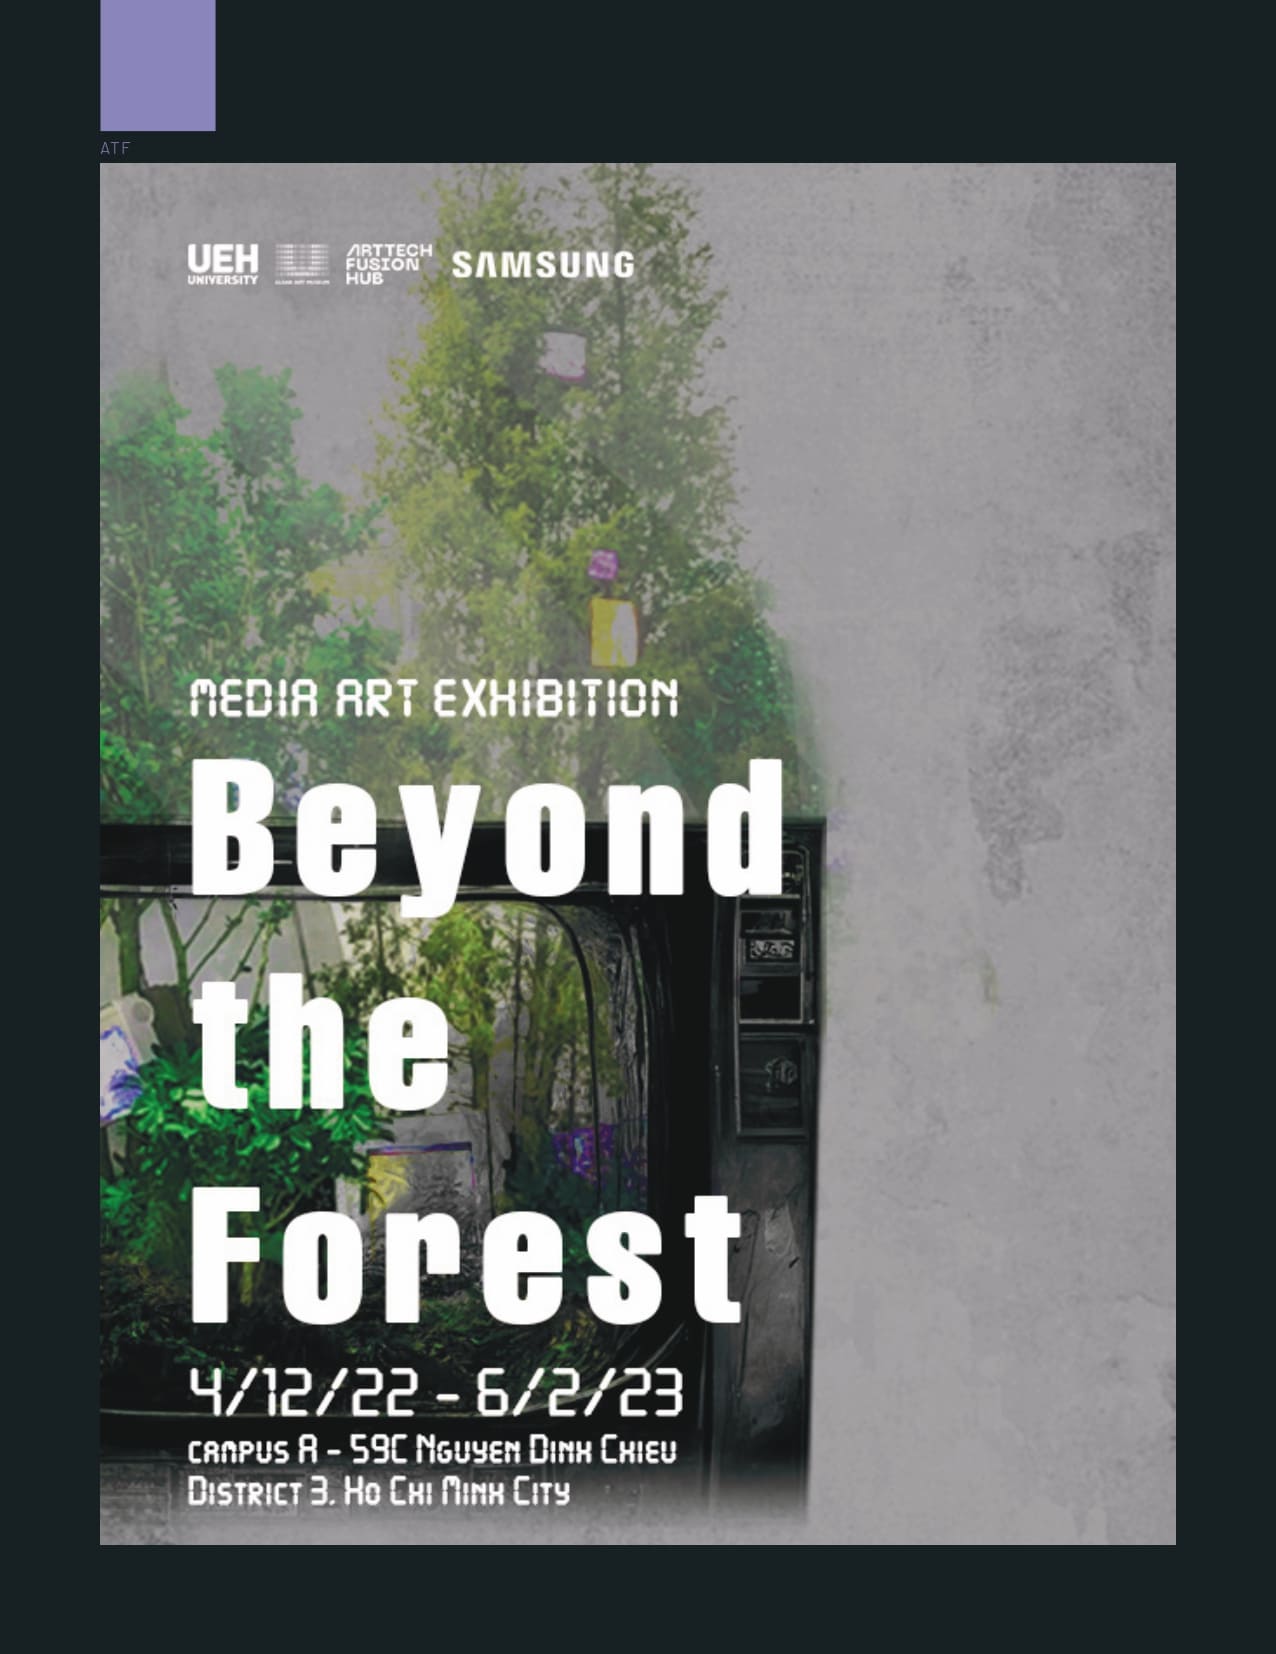 ATF
UEH
UNIVERSITY
ARTTECH
FUSION
HUB
SAMSUNG
MEDIA ART EXHIBITION
Beyond
the
Forest
4/12/22 - 6/2/23
CAMPUS A - 59C NGUYEN DINH CHIEU
DISTRICT 3, HO CHI MINH CITY